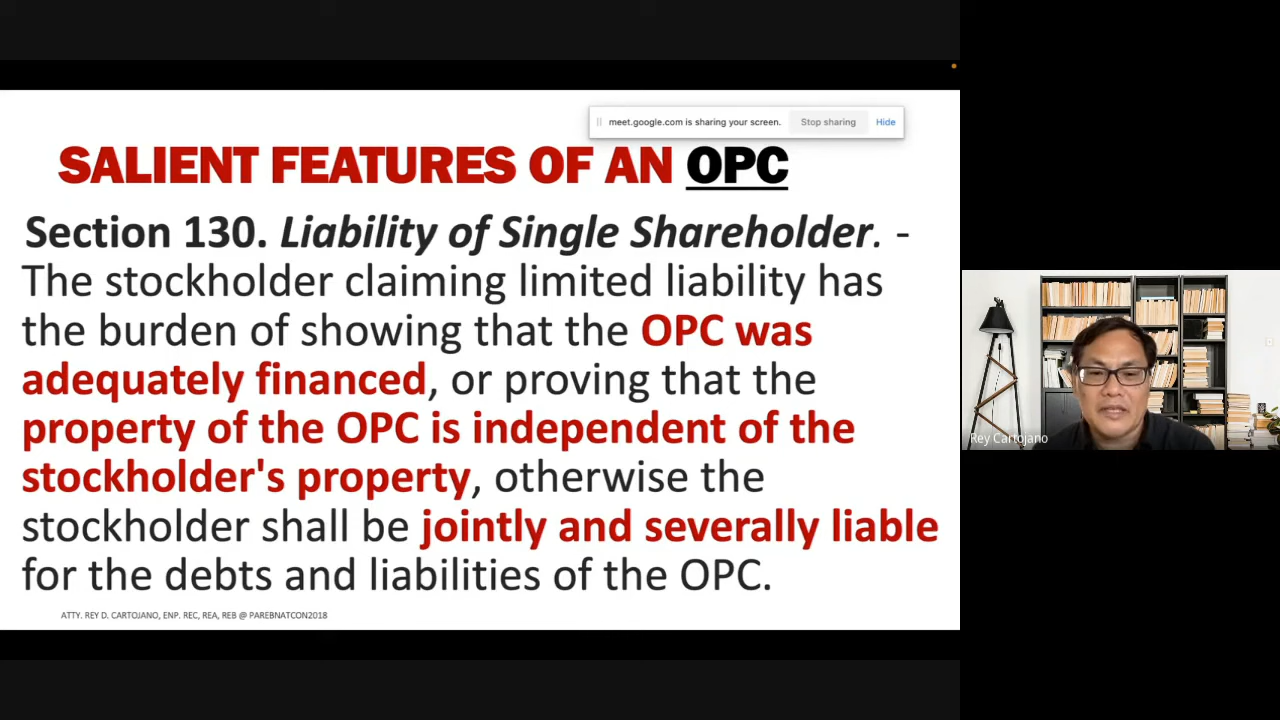 meet.google.com is sharing your screen. Stop sharing Hide
SALIENT FEATURES OF AN OPC
Section 130. Liability of Single Shareholder. -
The stockholder claiming limited liability has
the burden of showing that the OPC was
adequately financed, or proving that the
property of the OPC is independent of the
stockholder's property, otherwise the
stockholder shall be jointly and severally liable
for the debts and liabilities of the OPC.
ATTY. REY D. CARTOJANO, ENP. REC, REA, REB @ PAREBNATCON2018
Rey Cartojano